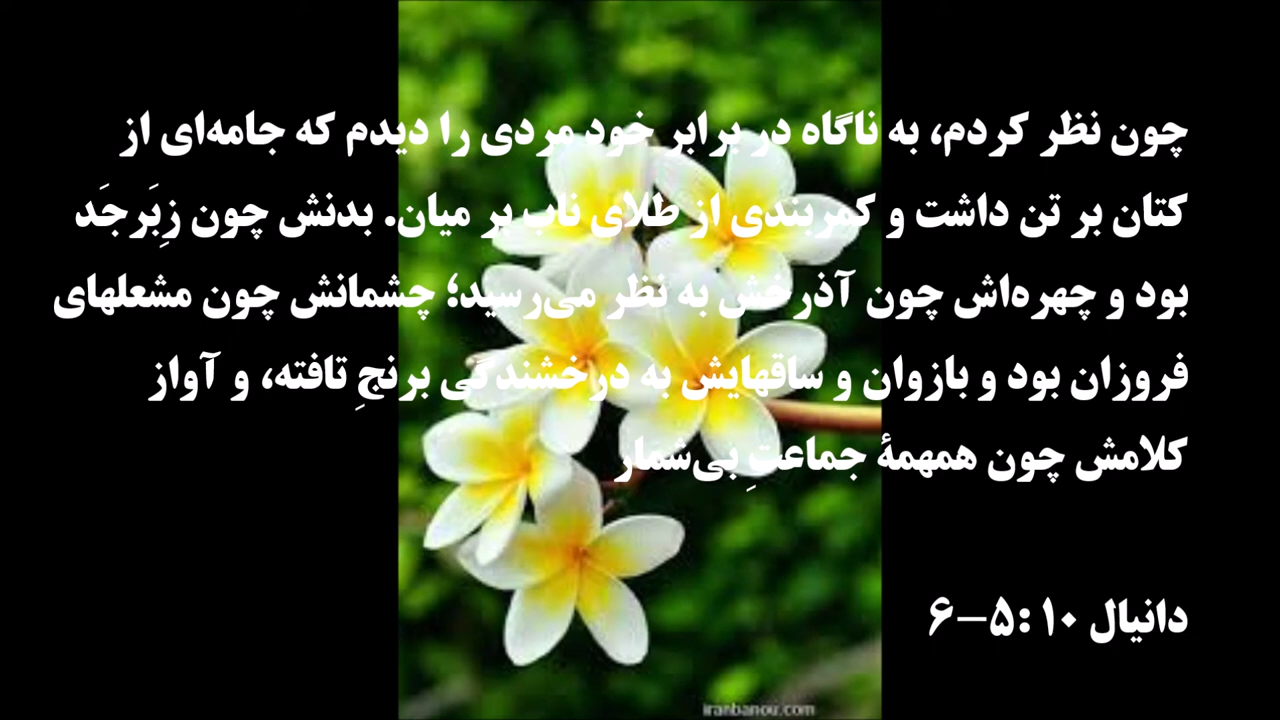 چون نظر کردم، به ناگاه در برابر خود مردی را دیدم که جامه‌ای از
کتان بر تن داشت و کمربندی از طلای ناب بر میان. بدنش چون زِبَرجَد
بود و چهره‌اش چون آذرخش به نظر می‌رسید؛ چشمانش چون مشعلهای
فروزان بود و بازوان و ساقهایش به درخشندگی برنجِ تافته، و آواز
کلامش چون همهمۀ جماعتِ بی‌شمار
دانیال ۱۰ :۵-۶
iranbanou.com